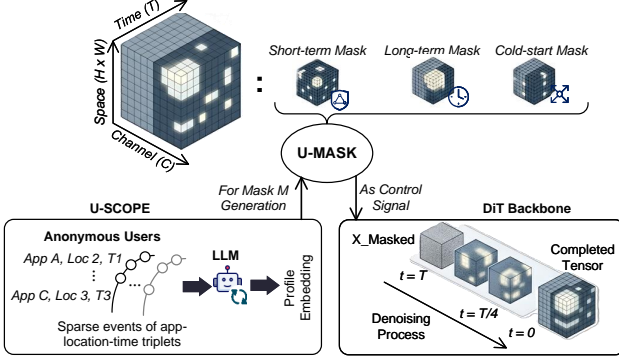 Time (T)
Space (H x W)
Channel (C)
:
Short-term Mask
Long-term Mask
Cold-start Mask
U-MASK
For Mask M
Generation
As Control
Signal
U-SCOPE
Anonymous Users
App A, Loc 2, T1
⋮
...
App C, Loc 3, T3
LLM
Profile
Embedding
Sparse events of app-
location-time triplets
DiT Backbone
X_Masked
Completed
Tensor
t = T
t = T/4
t = 0
Denoising
Process